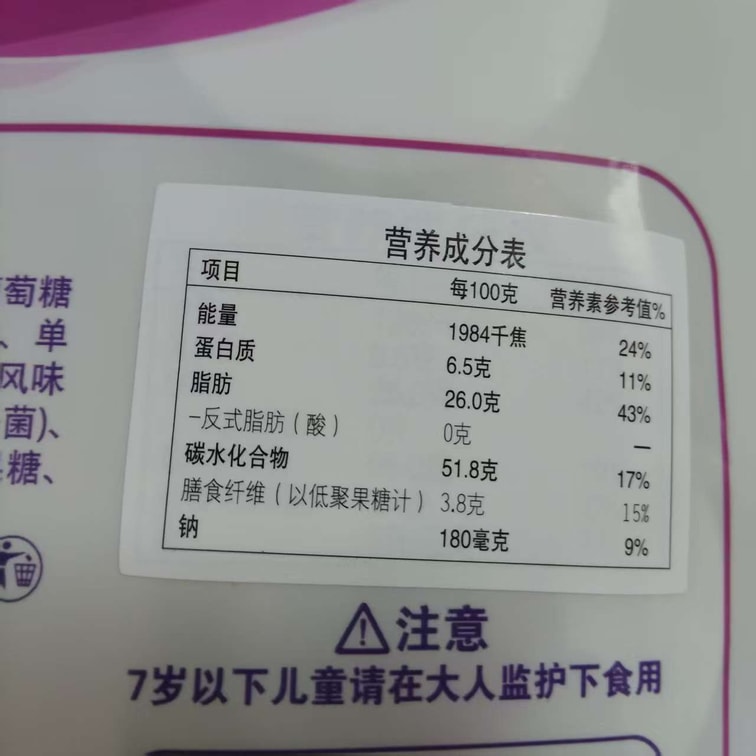 营养成分表
项目 每100克 营养素参考值%
能量 1984千焦 24%
蛋白质 6.5克 11%
脂肪 26.0克 43%
-反式脂肪（酸） 0克 —
碳水化合物 51.8克 17%
膳食纤维（以低聚果糖计） 3.8克 15%
钠 180毫克 9%
萄糖
、单
风味
菌)、
糖、
注意
7岁以下儿童请在大人监护下食用